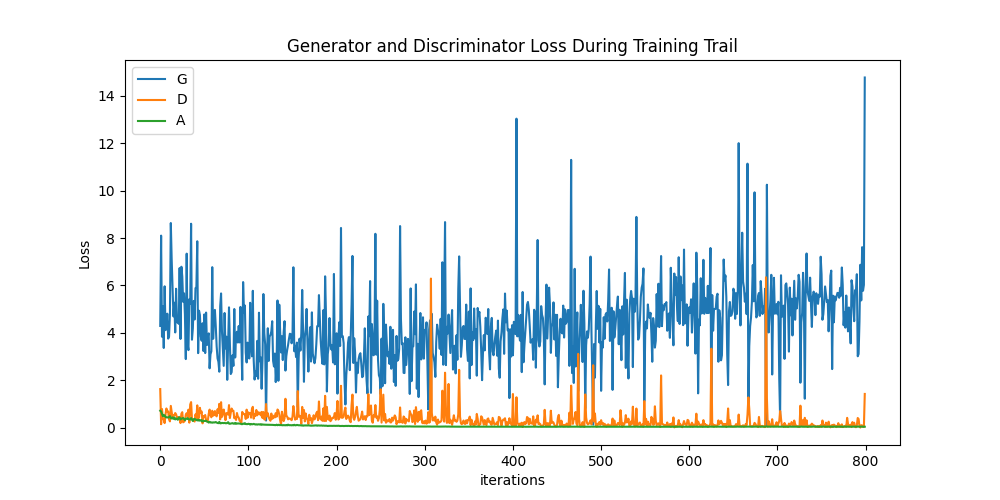 Generator and Discriminator Loss During Training Trail
G
D
A
14
12
10
8
6
4
2
0
Loss
0 100 200 300 400 500 600 700 800
iterations